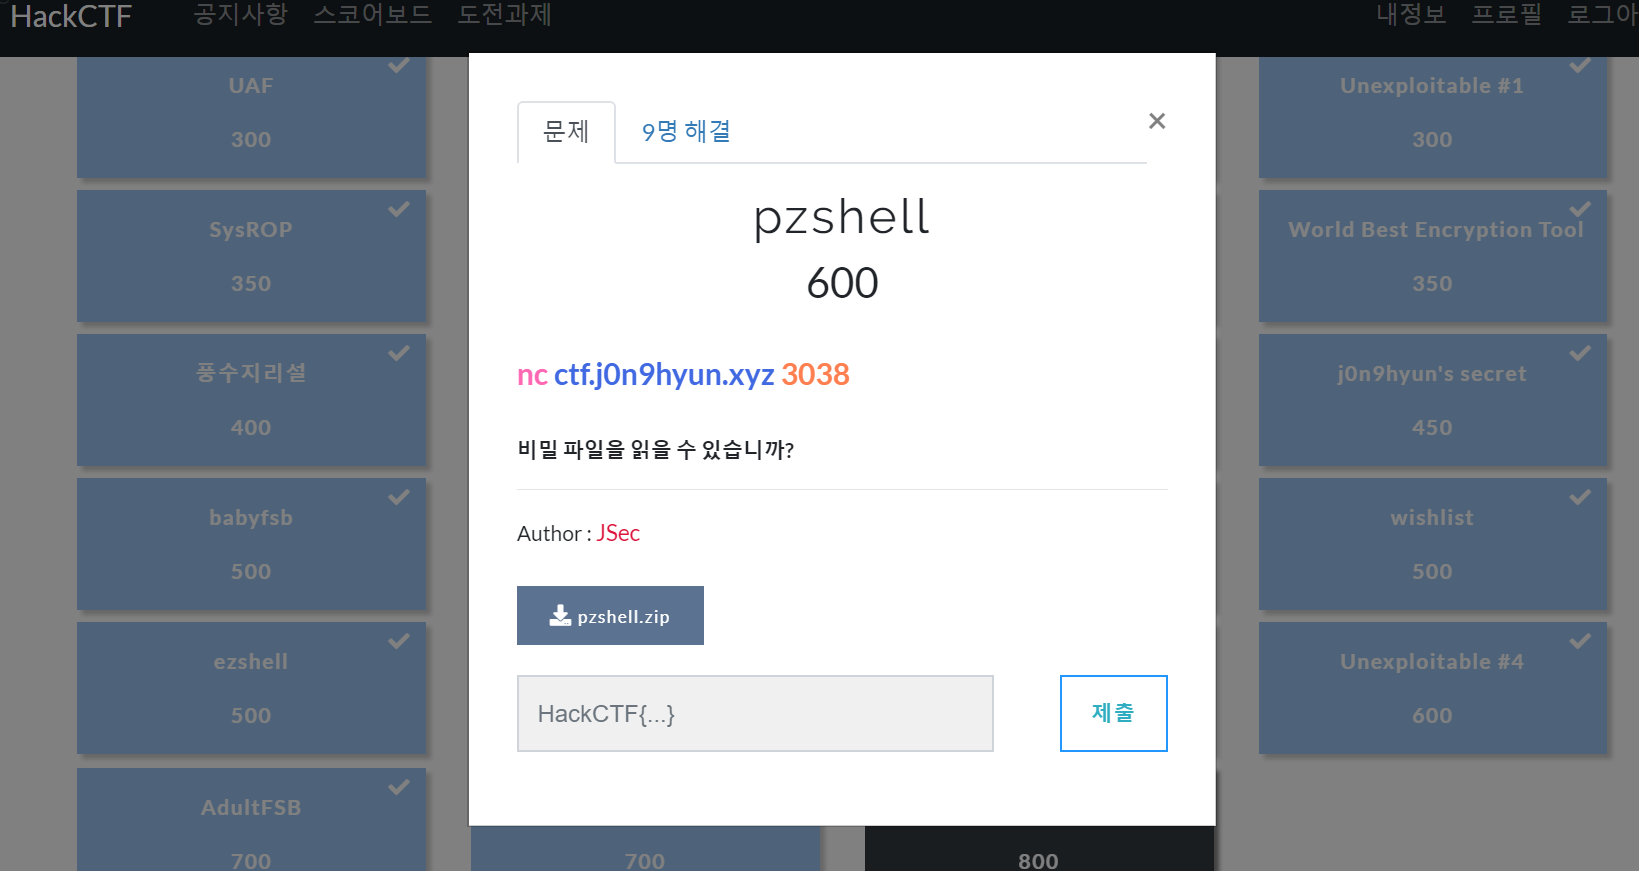 HackCTF 공지사항 스코어보드 도전과제 내정보 프로필 로그아
UAF
300
Unexploitable #1
300
SysROP
350
World Best Encryption Tool
350
풍수지리설
400
j0n9hyun's secret
450
babyfsb
500
wishlist
500
ezshell
500
Unexploitable #4
600
AdultFSB
700
700
800
문제 9명 해결 ×
pzshell
600
nc ctf.j0n9hyun.xyz 3038
비밀 파일을 읽을 수 있습니까?
Author : JSec
pzshell.zip
HackCTF{...} 제출